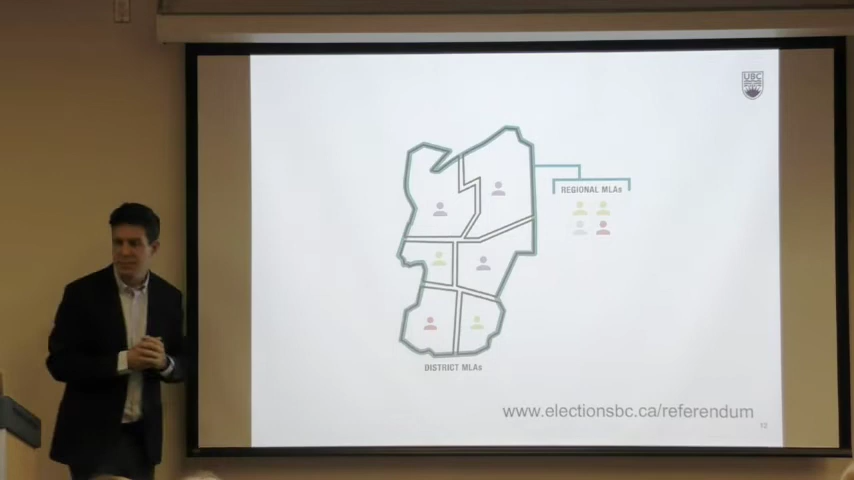 UBC
REGIONAL MLAs
DISTRICT MLAs
www.electionsbc.ca/referendum
12